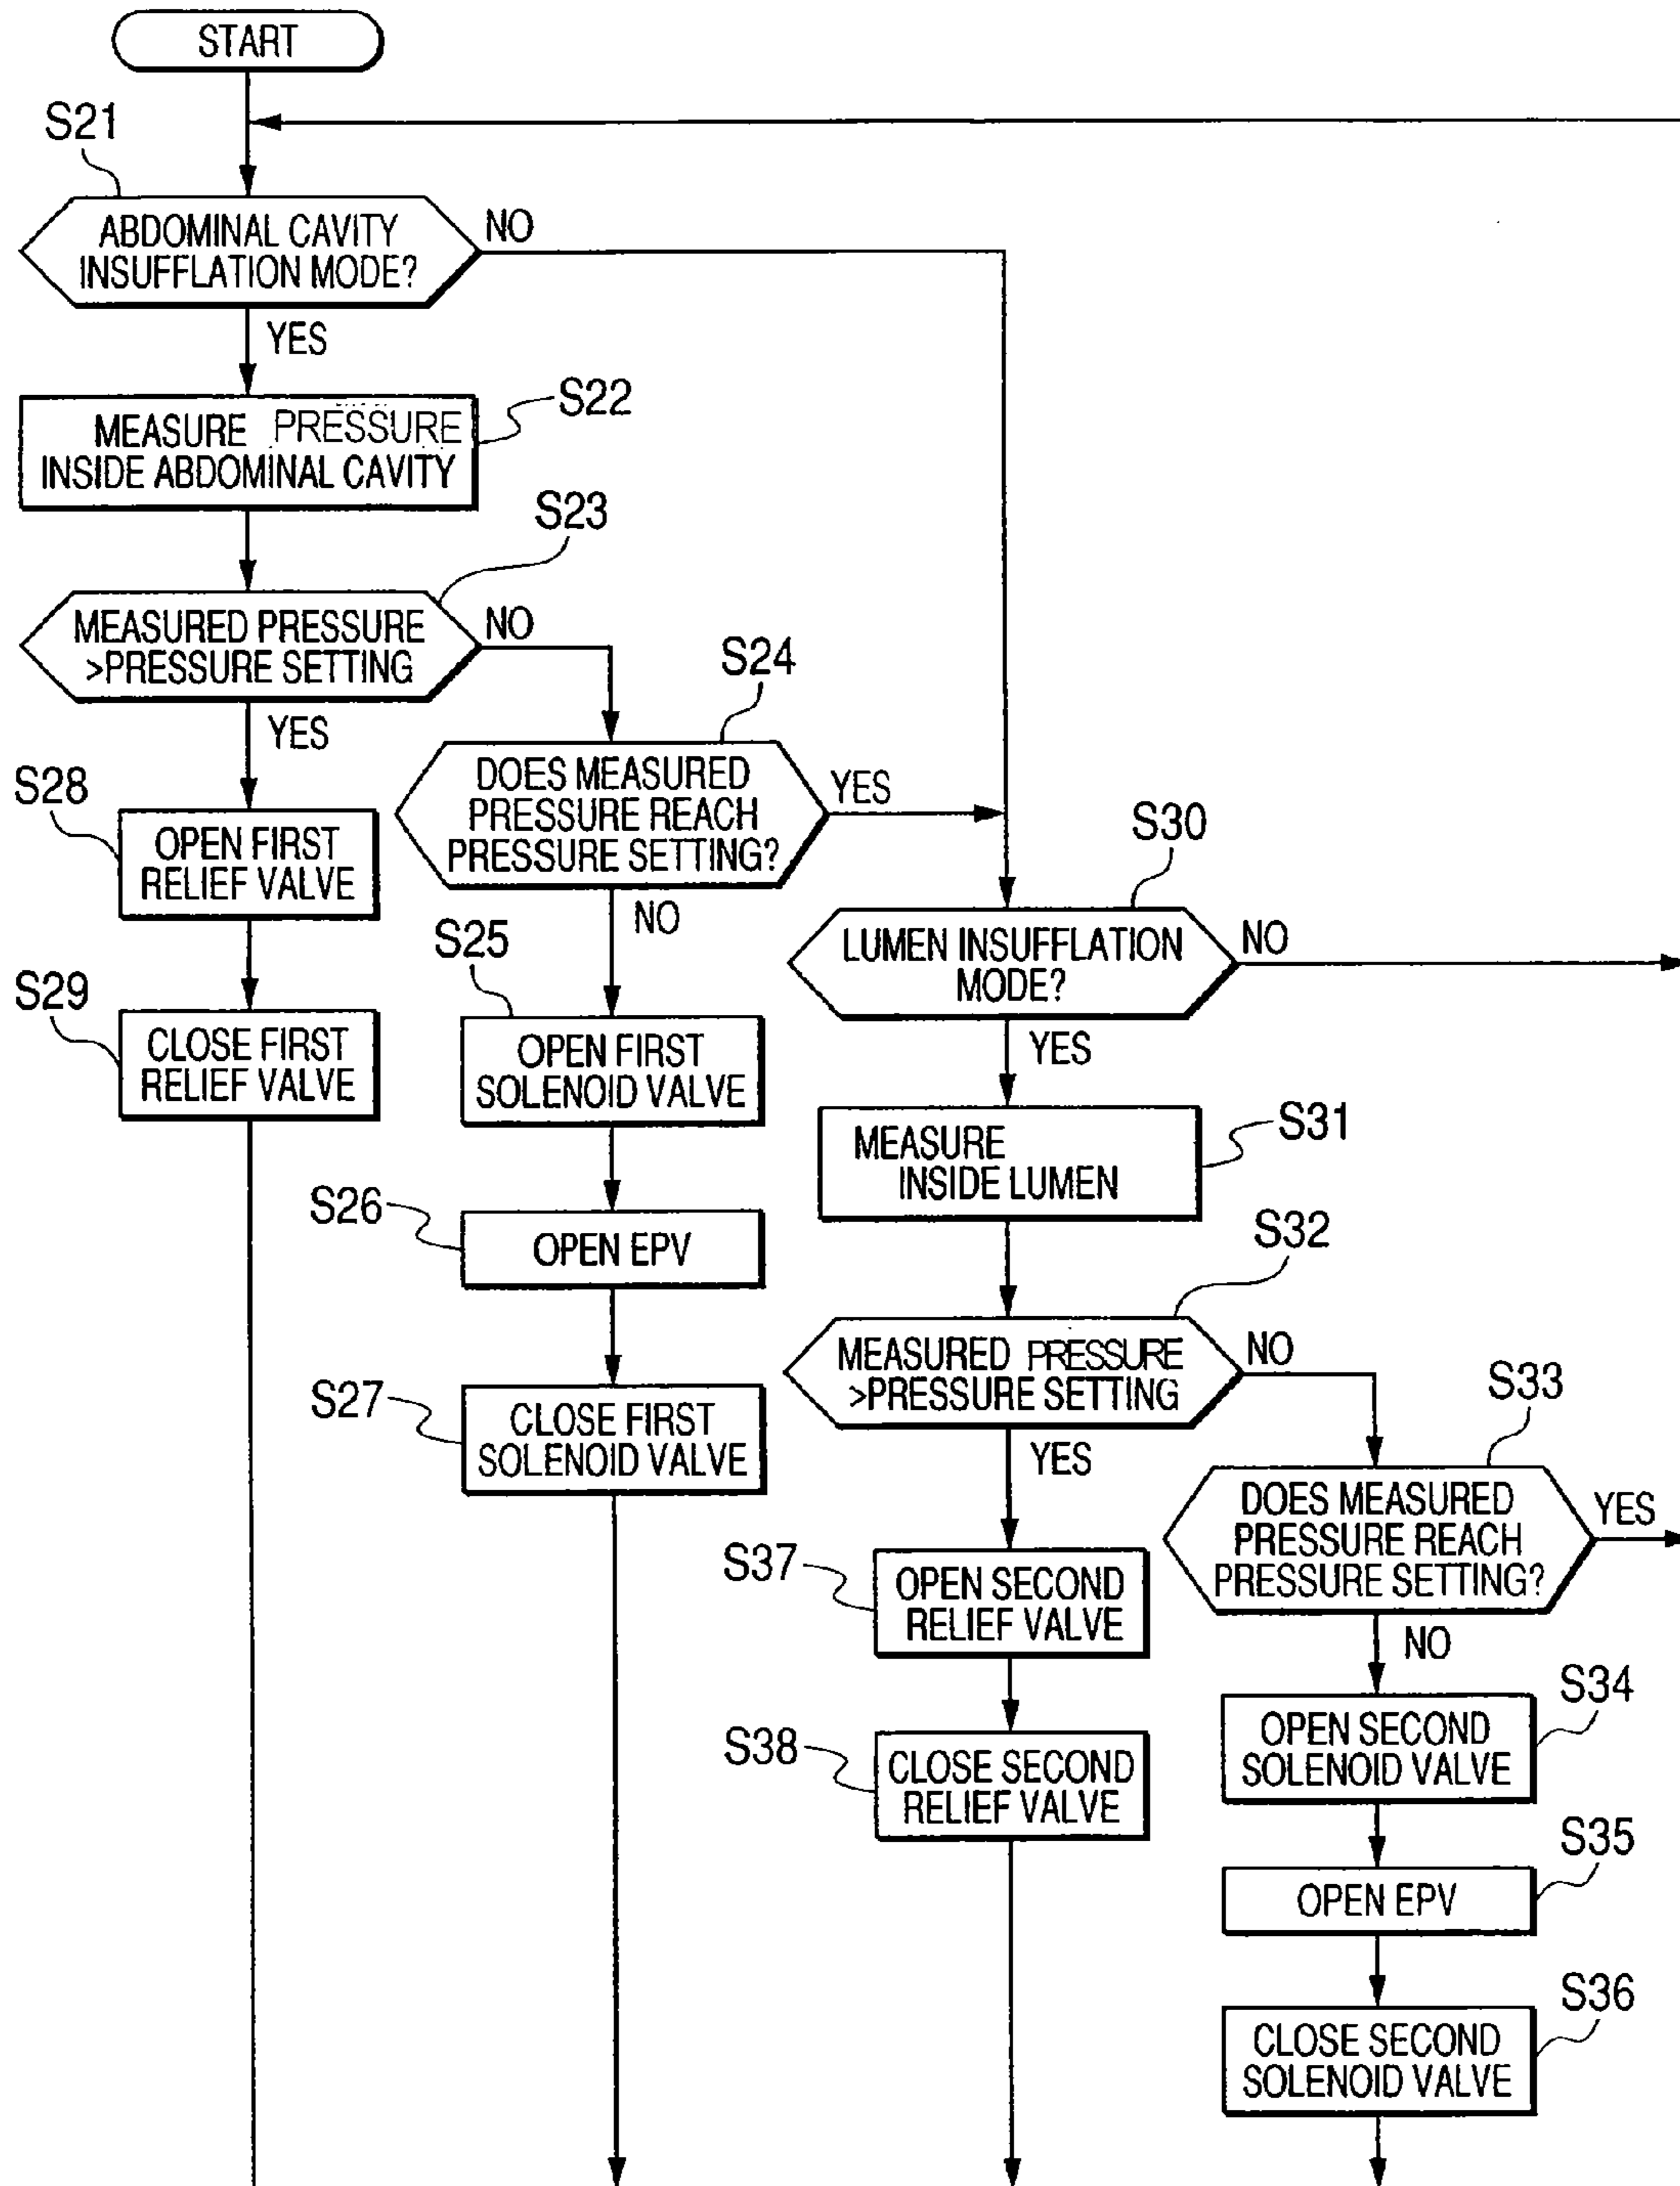 START
S21
ABDOMINAL CAVITY
INSUFFLATION MODE?
NO
YES
MEASURE PRESSURE
INSIDE ABDOMINAL CAVITY
S22
S23
MEASURED PRESSURE
>PRESSURE SETTING
NO
YES
S24
DOES MEASURED
PRESSURE REACH
PRESSURE SETTING?
YES
NO
S28
OPEN FIRST
RELIEF VALVE
S29
CLOSE FIRST
RELIEF VALVE
S25
OPEN FIRST
SOLENOID VALVE
S26
OPEN EPV
S27
CLOSE FIRST
SOLENOID VALVE
S30
LUMEN INSUFFLATION
MODE?
NO
YES
S31
MEASURE
INSIDE LUMEN
S32
MEASURED PRESSURE
>PRESSURE SETTING
NO
YES
S33
DOES MEASURED
PRESSURE REACH
PRESSURE SETTING?
YES
NO
S37
OPEN SECOND
RELIEF VALVE
S38
CLOSE SECOND
RELIEF VALVE
S34
OPEN SECOND
SOLENOID VALVE
S35
OPEN EPV
S36
CLOSE SECOND
SOLENOID VALVE